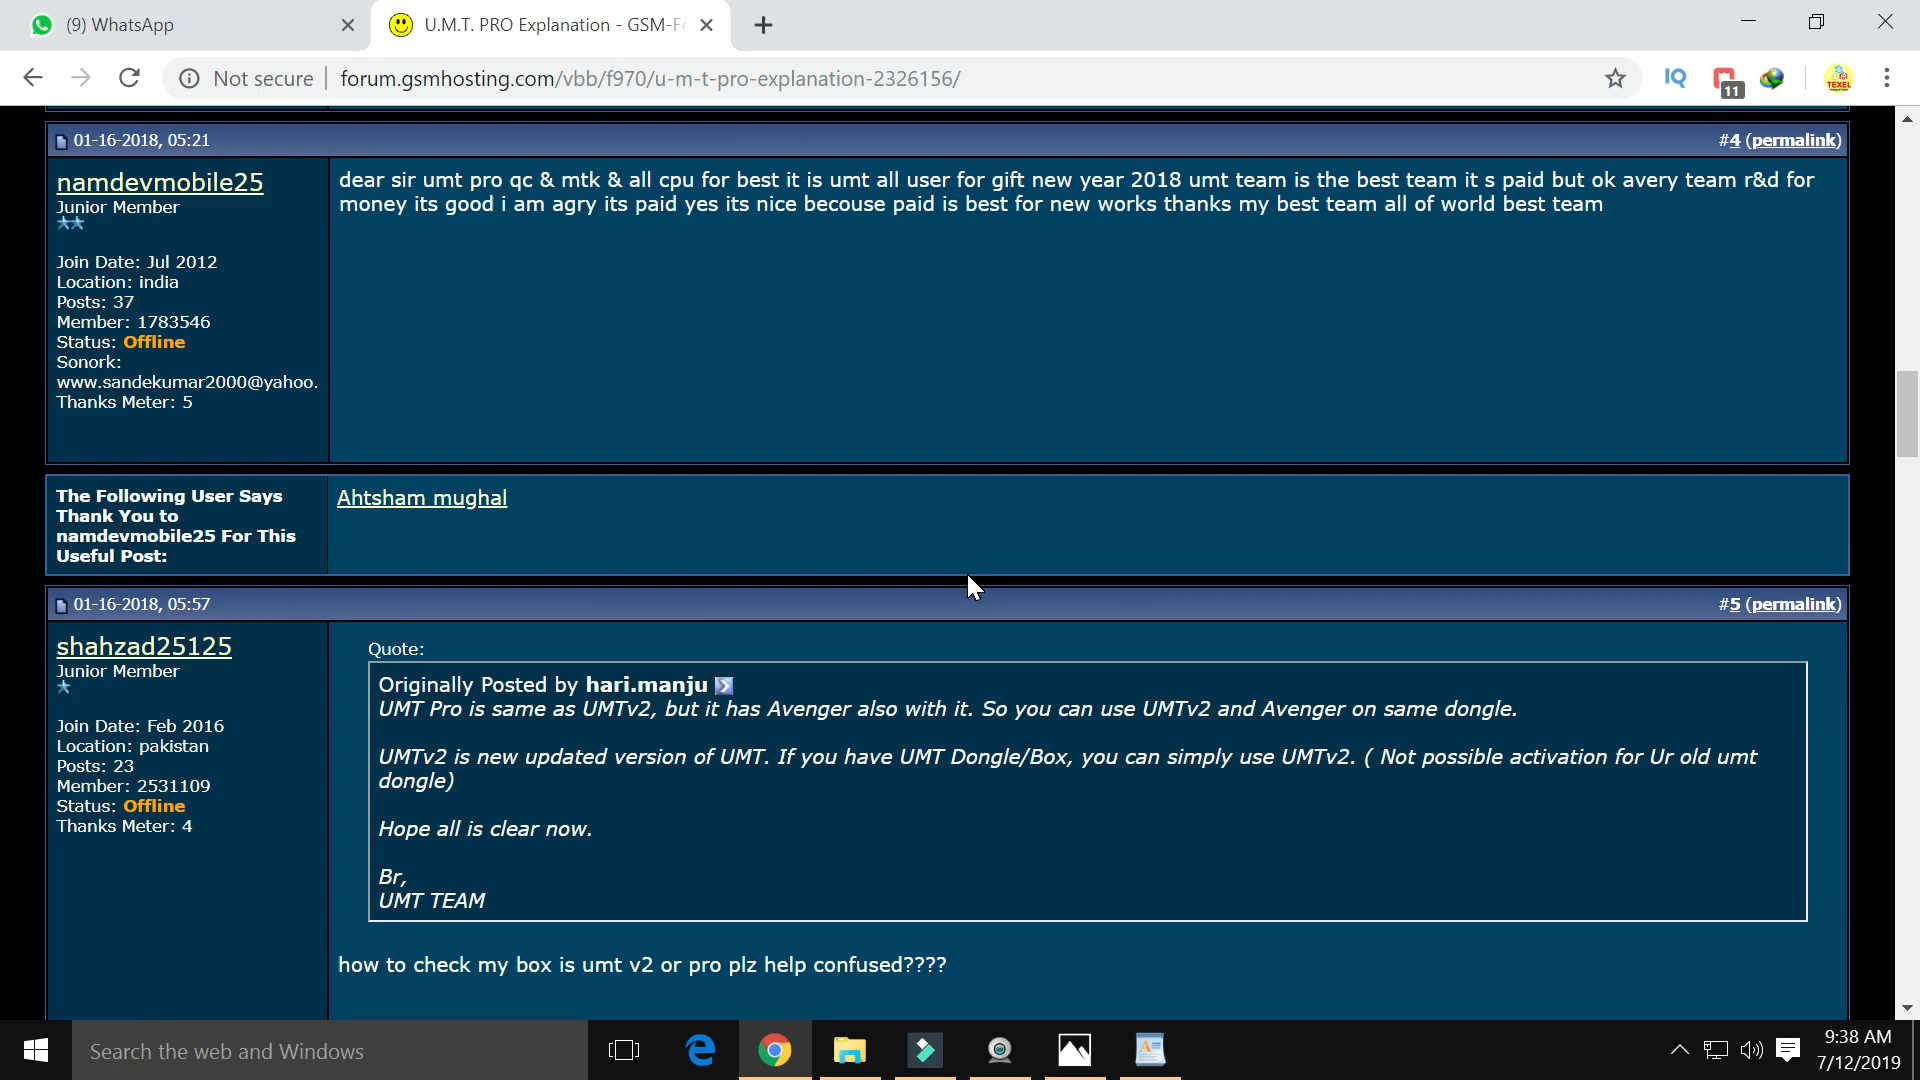 (9) WhatsApp
U.M.T. PRO Explanation - GSM-Fo
Not secure
forum.gsmhosting.com/vbb/f970/u-m-t-pro-explanation-2326156/
IQ
11
TEXEL
01-16-2018, 05:21
#4 (permalink)
namdevmobile25
Junior Member
Join Date: Jul 2012
Location: india
Posts: 37
Member: 1783546
Status: Offline
Sonork:
www.sandekumar2000@yahoo.
Thanks Meter: 5
dear sir umt pro qc & mtk & all cpu for best it is umt all user for gift new year 2018 umt team is the best team it s paid but ok avery team r&d for
money its good i am agry its paid yes its nice becouse paid is best for new works thanks my best team all of world best team
The Following User Says
Thank You to
namdevmobile25 For This
Useful Post:
Ahtsham mughal
01-16-2018, 05:57
#5 (permalink)
shahzad25125
Junior Member
Join Date: Feb 2016
Location: pakistan
Posts: 23
Member: 2531109
Status: Offline
Thanks Meter: 4
Quote:
Originally Posted by hari.manju
UMT Pro is same as UMTv2, but it has Avenger also with it. So you can use UMTv2 and Avenger on same dongle.
UMTv2 is new updated version of UMT. If you have UMT Dongle/Box, you can simply use UMTv2. ( Not possible activation for Ur old umt
dongle)
Hope all is clear now.
Br,
UMT TEAM
how to check my box is umt v2 or pro plz help confused????
Search the web and Windows
9:38 AM
7/12/2019